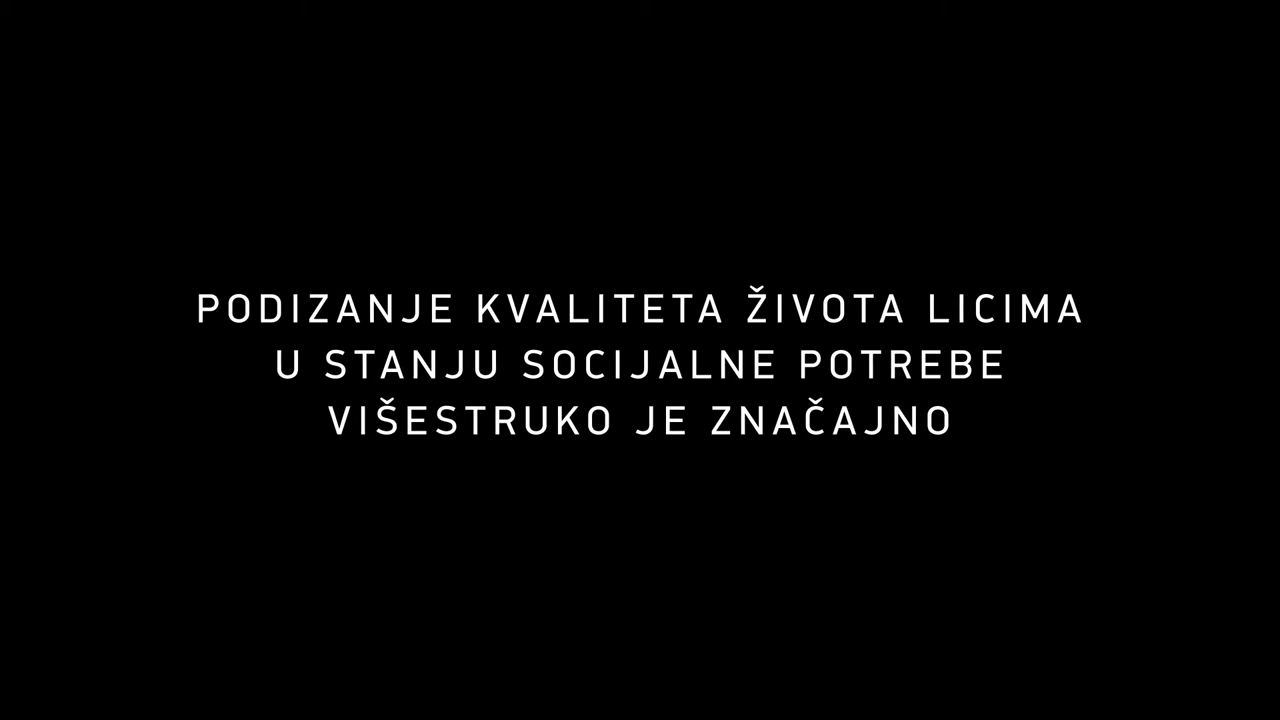 PODIZANJE KVALITETA ŽIVOTA LICIMA
U STANJU SOCIJALNE POTREBE
VIŠESTRUKO JE ZNAČAJNO